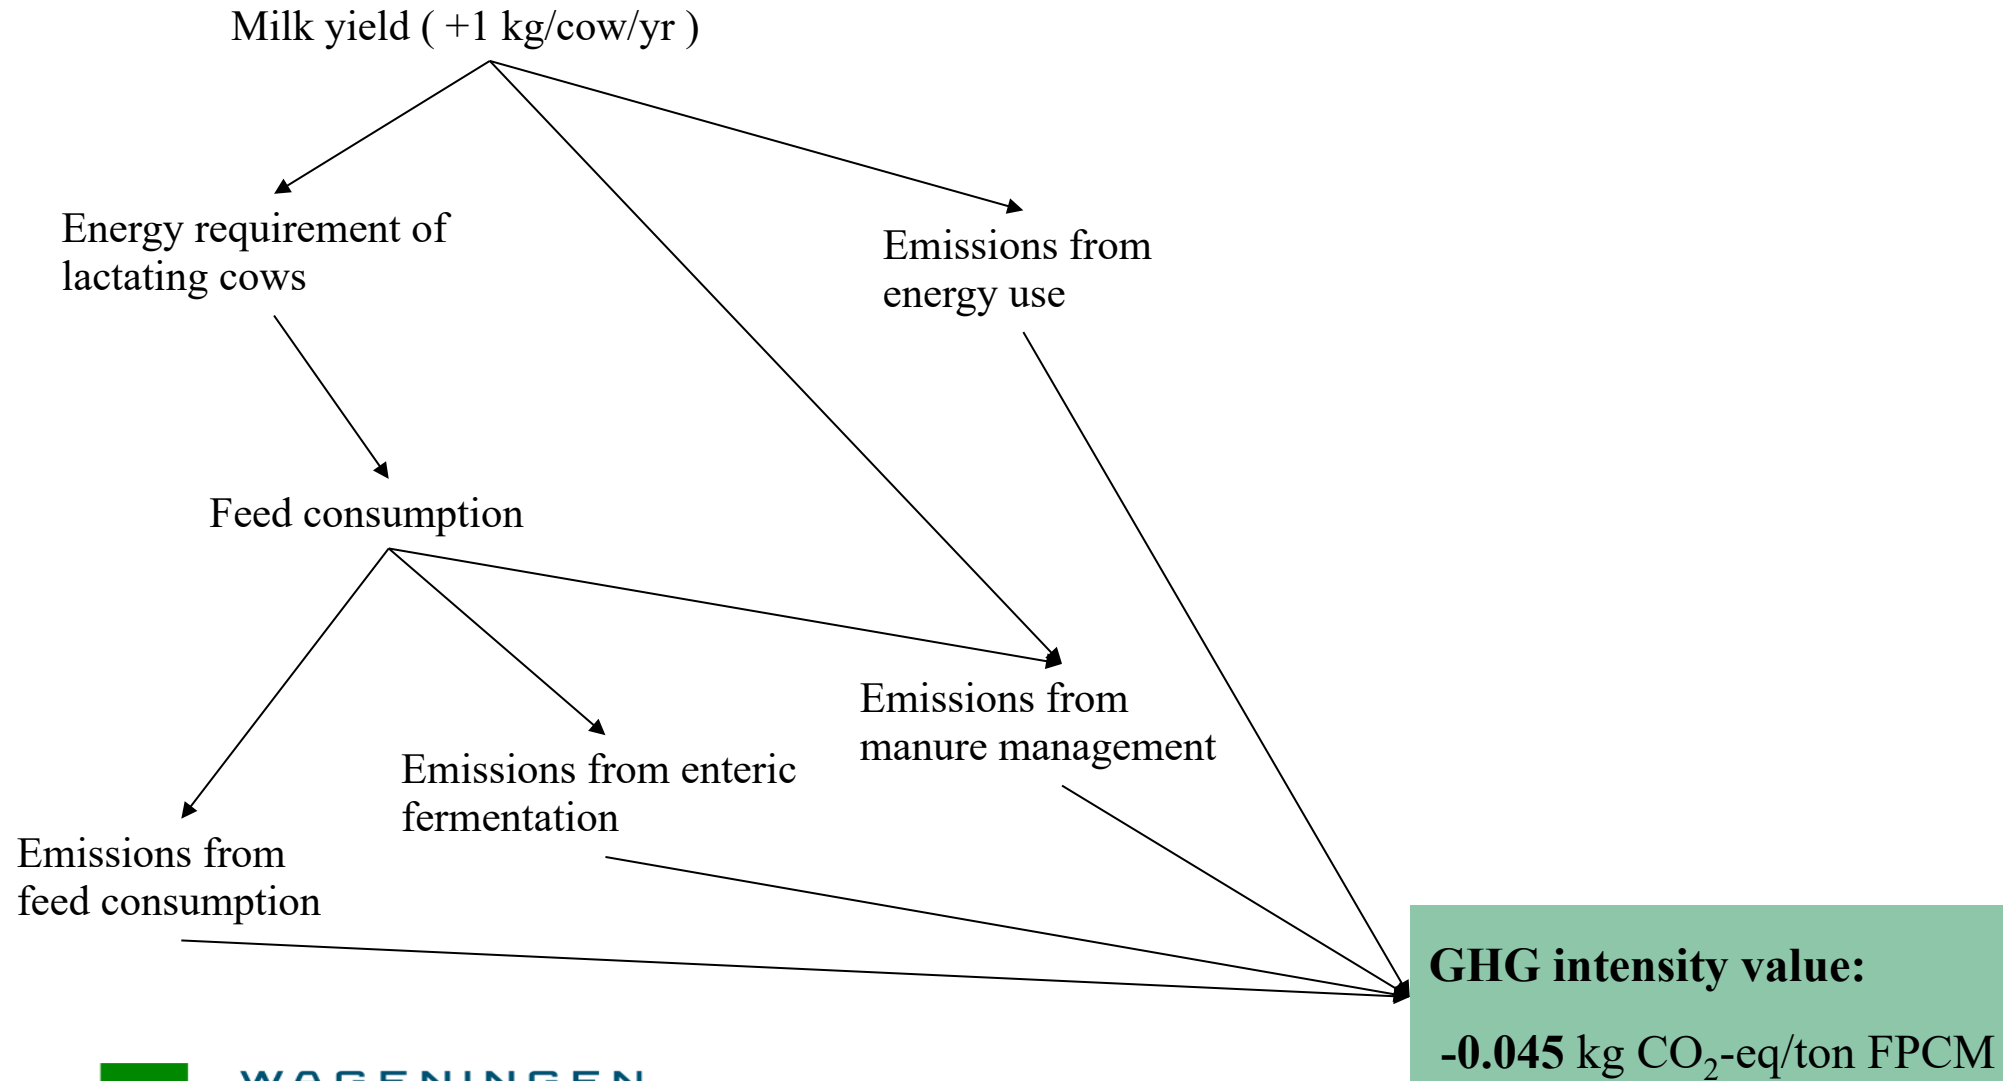 Milk yield ( +1 kg/cow/yr )
Energy requirement of
lactating cows
Emissions from
energy use
Feed consumption
Emissions from
manure management
Emissions from enteric
fermentation
Emissions from
feed consumption
GHG intensity value:
-0.045 kg CO₂-eq/ton FPCM
WAGENINGEN